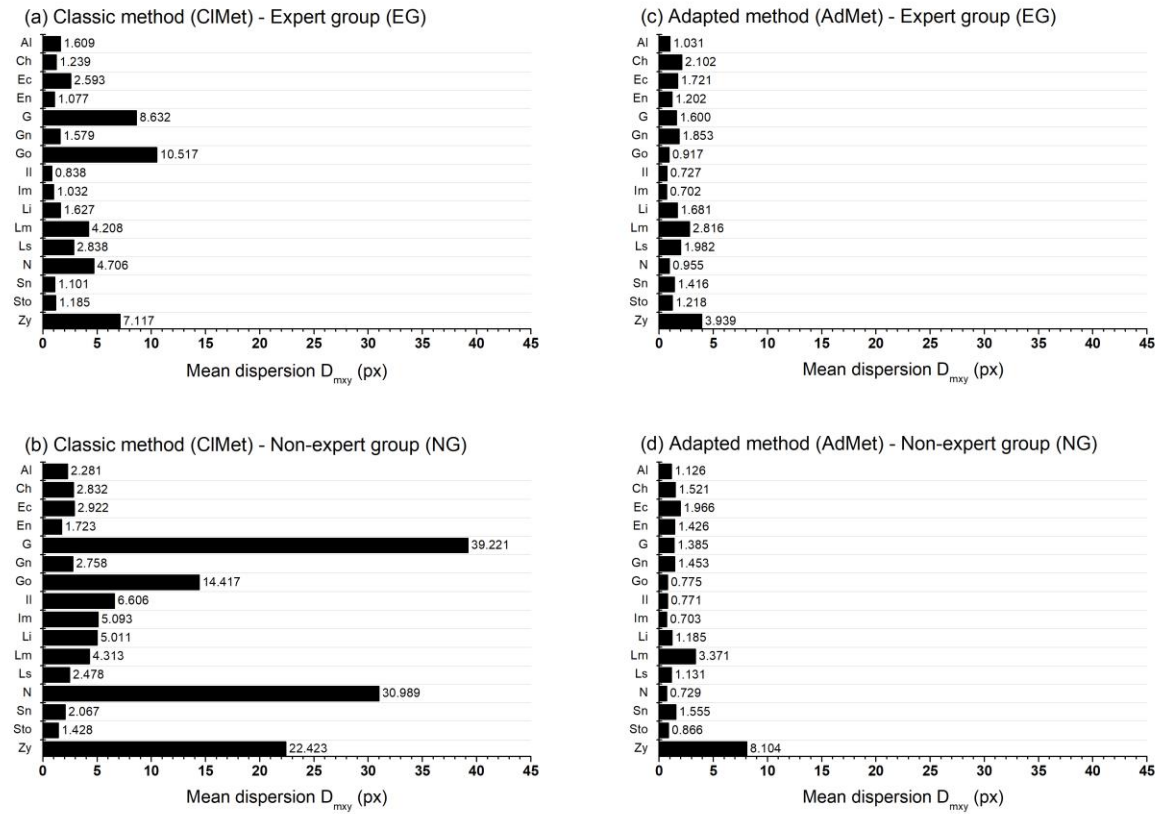 (a) Classic method (ClMet) - Expert group (EG)
Al 1.609
Ch 1.239
Ec 2.593
En 1.077
G 8.632
Gn 1.579
Go 10.517
Il 0.838
Im 1.032
Li 1.627
Lm 4.208
Ls 2.838
N 4.706
Sn 1.101
Sto 1.185
Zy 7.117
0 5 10 15 20 25 30 35 40 45
Mean dispersion Dmxy (px)
(c) Adapted method (AdMet) - Expert group (EG)
Al 1.031
Ch 2.102
Ec 1.721
En 1.202
G 1.600
Gn 1.853
Go 0.917
Il 0.727
Im 0.702
Li 1.681
Lm 2.816
Ls 1.982
N 0.955
Sn 1.416
Sto 1.218
Zy 3.939
0 5 10 15 20 25 30 35 40 45
Mean dispersion Dmxy (px)
(b) Classic method (ClMet) - Non-expert group (NG)
Al 2.281
Ch 2.832
Ec 2.922
En 1.723
G 39.221
Gn 2.758
Go 14.417
Il 6.606
Im 5.093
Li 5.011
Lm 4.313
Ls 2.478
N 30.989
Sn 2.067
Sto 1.428
Zy 22.423
0 5 10 15 20 25 30 35 40 45
Mean dispersion Dmxy (px)
(d) Adapted method (AdMet) - Non-expert group (NG)
Al 1.126
Ch 1.521
Ec 1.966
En 1.426
G 1.385
Gn 1.453
Go 0.775
Il 0.771
Im 0.703
Li 1.185
Lm 3.371
Ls 1.131
N 0.729
Sn 1.555
Sto 0.866
Zy 8.104
0 5 10 15 20 25 30 35 40 45
Mean dispersion Dmxy (px)